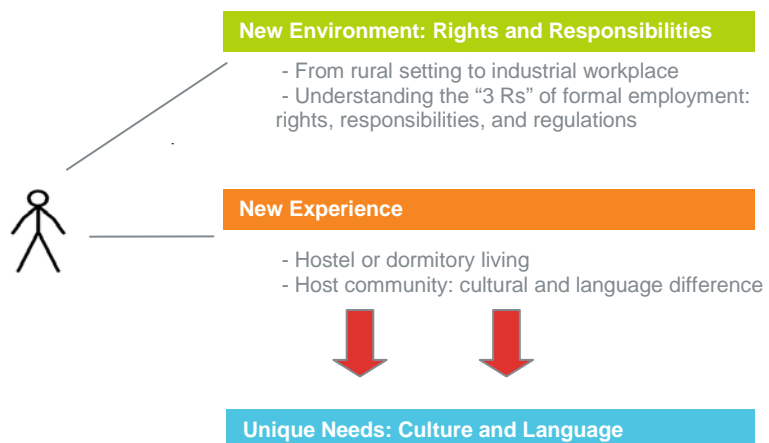 New Environment: Rights and Responsibilities
- From rural setting to industrial workplace
- Understanding the “3 Rs” of formal employment:
rights, responsibilities, and regulations
New Experience
- Hostel or dormitory living
- Host community: cultural and language difference
Unique Needs: Culture and Language